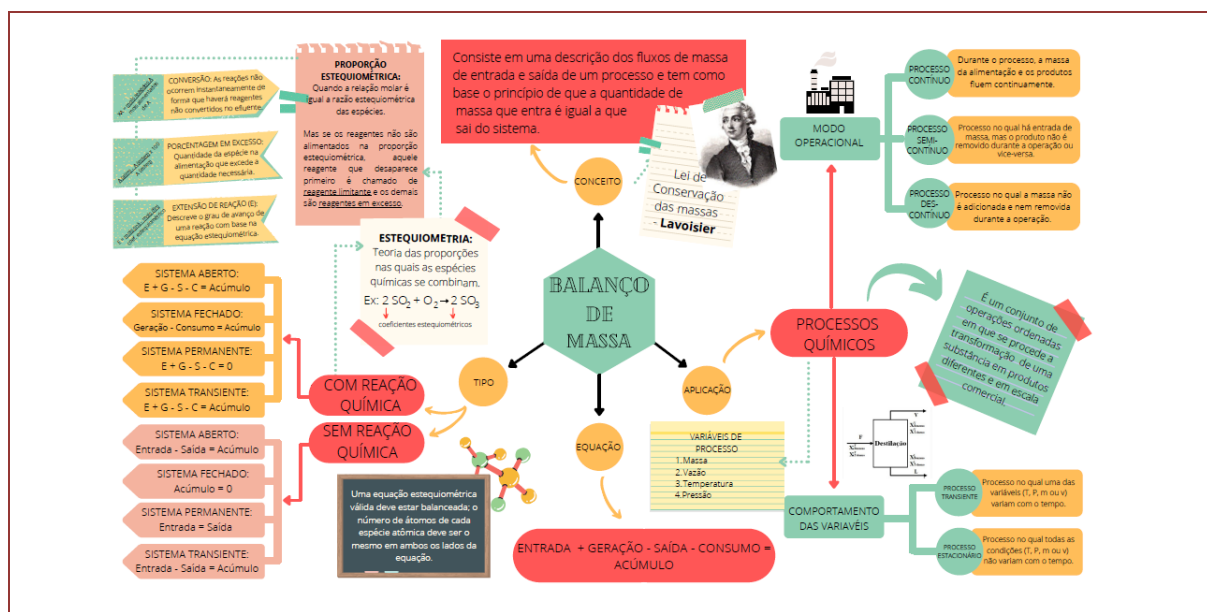 CONVERSÃO: As reações não
ocorrem instantaneamente de
forma que haverá reagentes
não convertidos no efluente.
PORCENTAGEM EM EXCESSO:
Quantidade da espécie na
alimentação que excede a
quantidade necessária.
EXTENSÃO DE REAÇÃO (E):
Descreve o grau de avanço de
uma reação com base na
equação estequiométrica.
PROPORÇÃO
ESTEQUIOMÉTRICA:
Quando a relação molar é
igual a razão estequiométrica
das espécies.
Mas se os reagentes não são
alimentados na proporção
estequiométrica, aquele
reagente que desaparece
primeiro é chamado de
reagente limitante e os demais
são reagentes em excesso.
Consiste em uma descrição dos fluxos de massa
de entrada e saída de um processo e tem como
base o princípio de que a quantidade de
massa que entra é igual a que
sai do sistema.
CONCEITO
Lei de
Conservação
das massas
- Lavoisier
ESTEQUIOMETRIA:
Teoria das proporções
nas quais as espécies
químicas se combinam.
Ex: 2 SO2 + O2 → 2 SO3
coeficientes estequiométricos
BALANÇO
DE
MASSA
TIPO
EQUAÇÃO
APLICAÇÃO
COM REAÇÃO
QUÍMICA
SEM REAÇÃO
QUÍMICA
SISTEMA ABERTO:
E + G - S - C = Acúmulo
SISTEMA FECHADO:
Geração - Consumo = Acúmulo
SISTEMA PERMANENTE:
E + G - S - C = 0
SISTEMA TRANSIENTE:
E + G - S - C = Acúmulo
SISTEMA ABERTO:
Entrada - Saída = Acúmulo
SISTEMA FECHADO:
Acúmulo = 0
SISTEMA PERMANENTE:
Entrada = Saída
SISTEMA TRANSIENTE:
Entrada - Saída = Acúmulo
Uma equação estequiométrica
válida deve estar balanceada; o
número de átomos de cada
espécie atômica deve ser o
mesmo em ambos os lados da
equação.
ENTRADA + GERAÇÃO - SAÍDA - CONSUMO =
ACÚMULO
VARIÁVEIS DE
PROCESSO
1.Massa
2.Vazão
3.Temperatura
4.Pressão
PROCESSOS
QUÍMICOS
É um conjunto de
operações ordenadas
em que se procede a
transformação de uma
substância em produtos
diferentes e em escala
comercial.
MODO
OPERACIONAL
PROCESSO
CONTÍNUO
Durante o processo, a massa
da alimentação e os produtos
fluem continuamente.
PROCESSO
SEMI-
CONTÍNUO
Processo no qual há entrada de
massa, mas o produto não é
removido durante a operação ou
vice-versa.
PROCESSO
DES-
CONTÍNUO
Processo no qual a massa não
é adicionada e nem removida
durante a operação.
Destilação
F
V
L
COMPORTAMENTO
DAS VARIAVÉIS
PROCESSO
TRANSIENTE
Processo no qual uma das
variáveis (T, P, m ou v)
variam com o tempo.
PROCESSO
ESTACIONÁRIO
Processo no qual todas as
condições (T, P, m ou v)
não variam com o tempo.